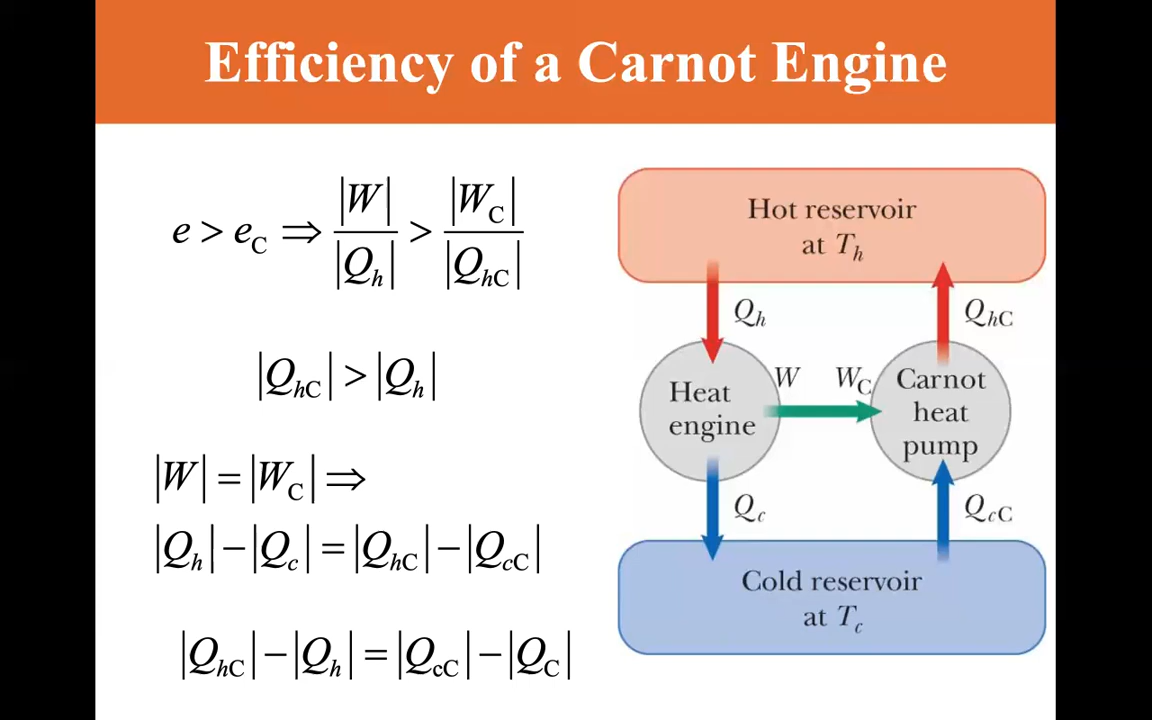 Efficiency of a Carnot Engine
e > e_C ⇒ |W| / |Q_h| > |W_C| / |Q_hC|
|Q_hC| > |Q_h|
|W| = |W_C| ⇒
|Q_h| − |Q_c| = |Q_hC| − |Q_cC|
|Q_hC| − |Q_h| = |Q_cC| − |Q_C|
Hot reservoir
at T_h
Q_h
Q_hC
Heat
engine
W
W_C
Carnot
heat
pump
Q_c
Q_cC
Cold reservoir
at T_c